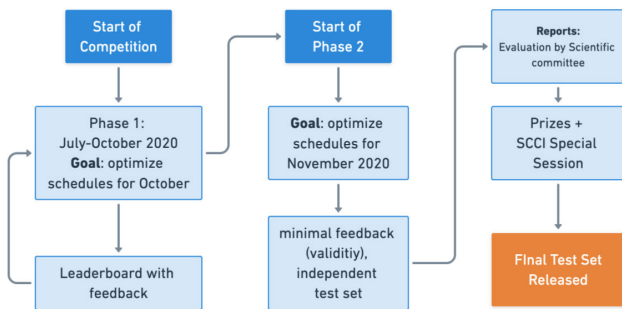 Start of
Competition
Phase 1:
July-October 2020
Goal: optimize
schedules for October
Leaderboard with
feedback
Start of
Phase 2
Goal: optimize
schedules for
November 2020
minimal feedback
(validitiy),
independent
test set
Reports:
Evaluation by Scientific
committee
Prizes +
SCCI Special
Session
FInal Test Set
Released